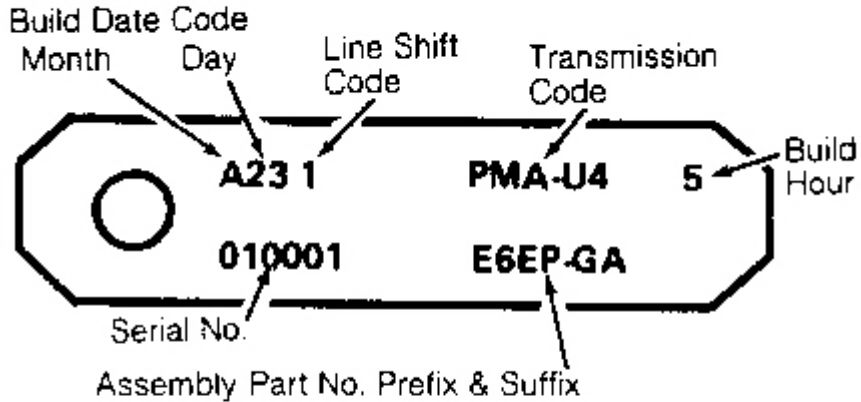 Build Date Code
Month Day
Line Shift
Code
Transmission
Code
A23 1 PMA-U4 5
Build
Hour
010001 E6EP-GA
Serial No.
Assembly Part No. Prefix & Suffix